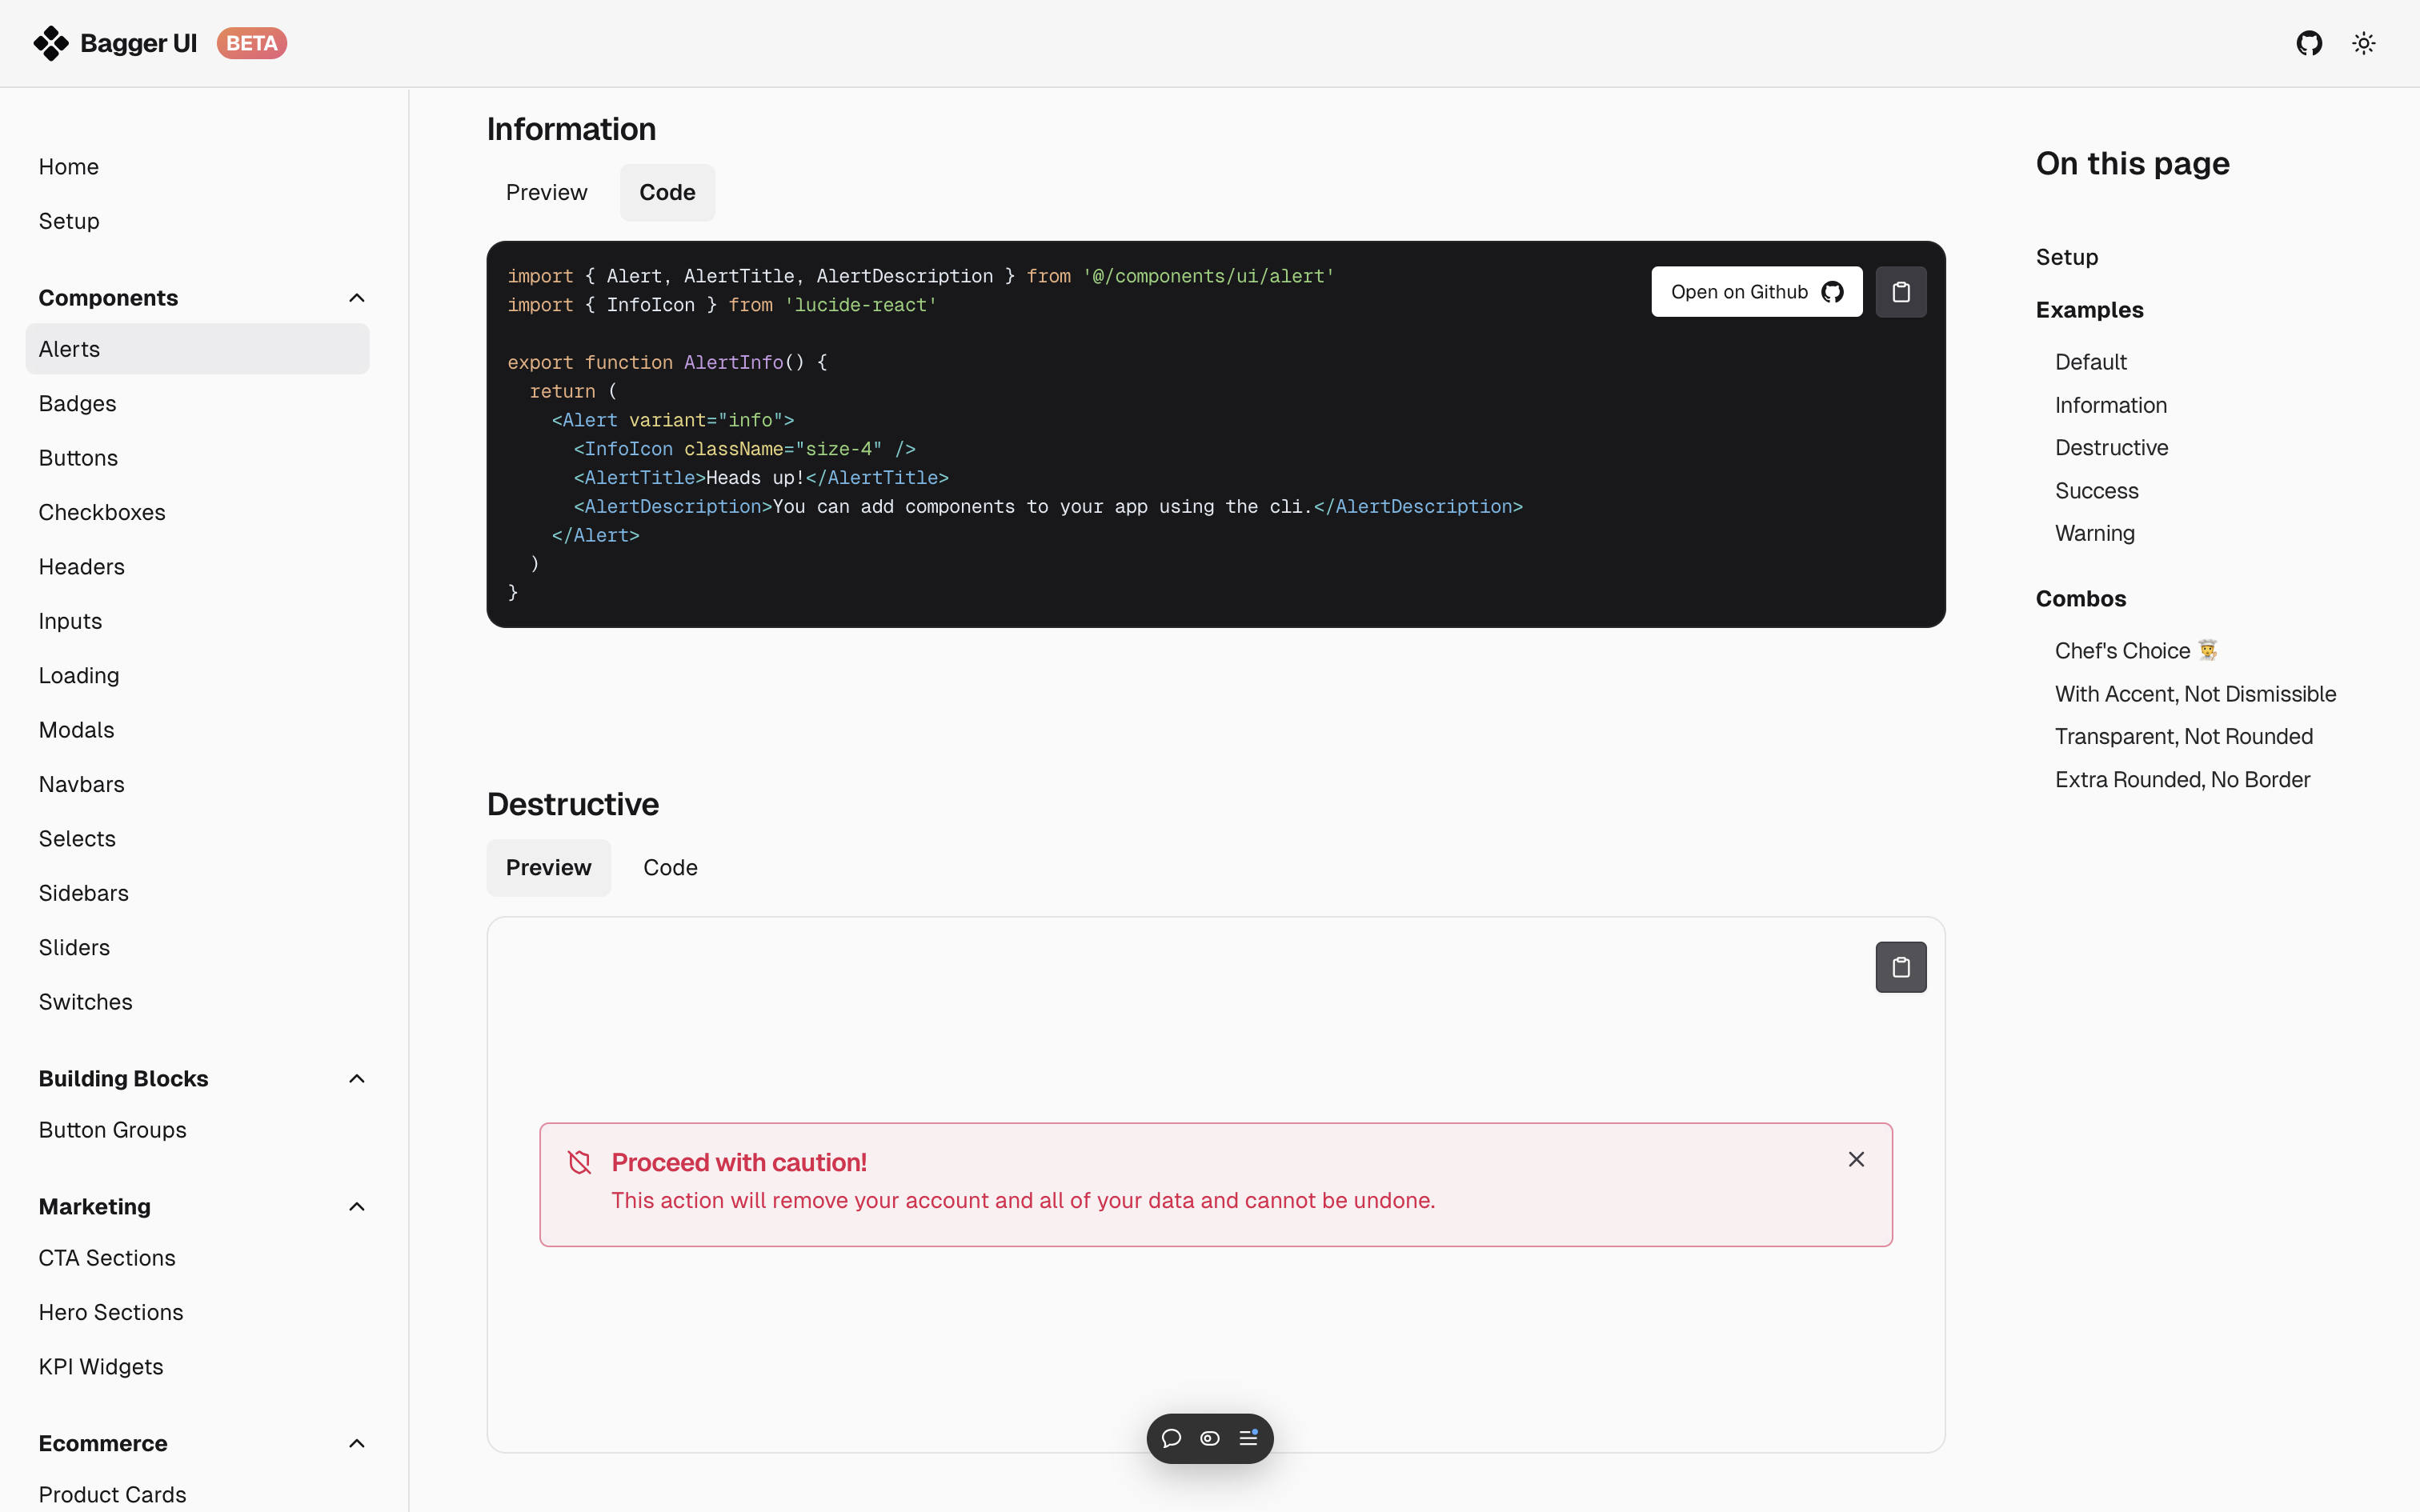 Bagger UI BETA
Home
Setup
Components
Alerts
Badges
Buttons
Checkboxes
Headers
Inputs
Loading
Modals
Navbars
Selects
Sidebars
Sliders
Switches
Building Blocks
Button Groups
Marketing
CTA Sections
Hero Sections
KPI Widgets
Ecommerce
Product Cards
Information
Preview Code
Open on Github
import { Alert, AlertTitle, AlertDescription } from '@/components/ui/alert'
import { InfoIcon } from 'lucide-react'
export function AlertInfo() {
  return (
    <Alert variant="info">
      <InfoIcon className="size-4" />
      <AlertTitle>Heads up!</AlertTitle>
      <AlertDescription>You can add components to your app using the cli.</AlertDescription>
    </Alert>
  )
}
Destructive
Preview Code
Proceed with caution!
This action will remove your account and all of your data and cannot be undone.
On this page
Setup
Examples
Default
Information
Destructive
Success
Warning
Combos
Chef's Choice 👨‍🍳
With Accent, Not Dismissible
Transparent, Not Rounded
Extra Rounded, No Border